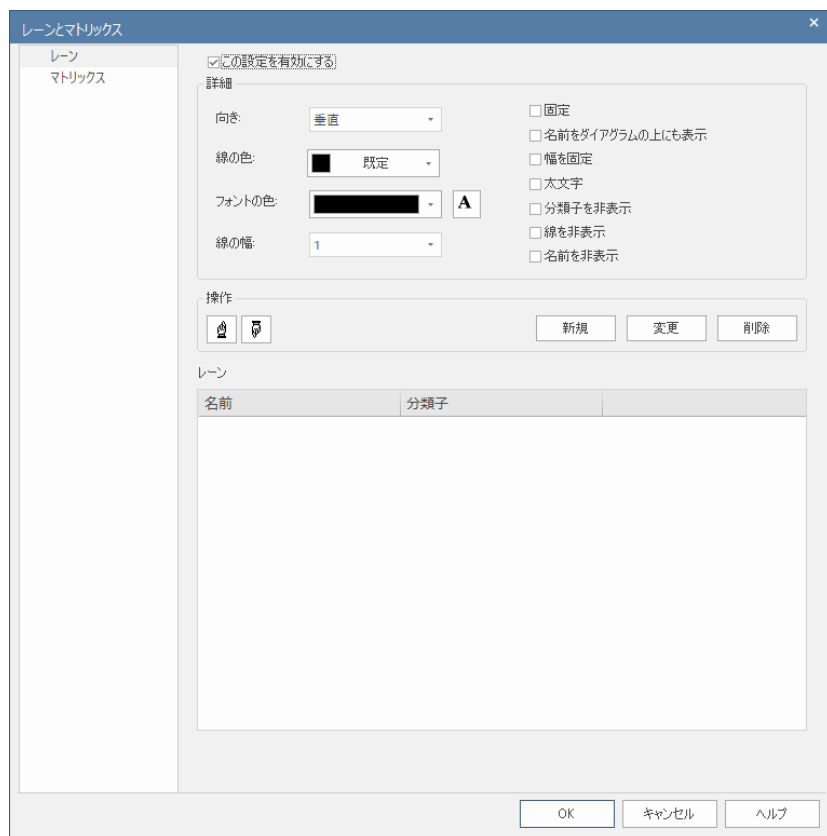 レーンとマトリックス
レーン
マトリックス
この設定を有効にする
詳細
向き: 垂直
線の色: 既定
フォントの色: A
線の幅: 1
固定
名前をダイアグラムの上にも表示
幅を固定
太文字
分類子を非表示
線を非表示
名前を非表示
操作
新規 変更 削除
レーン
名前 分類子
OK キャンセル ヘルプ